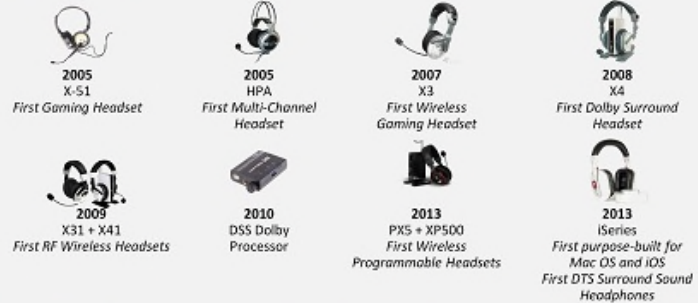 2005
X-51
First Gaming Headset
2005
HPA
First Multi-Channel
Headset
2007
X3
First Wireless
Gaming Headset
2008
X4
First Dolby Surround
Headset
2009
X31 + X41
First RF Wireless Headsets
2010
DSS Dolby
Processor
2013
PX5 + XP500
First Wireless
Programmable Headsets
2013
iSeries
First purpose-built for
Mac OS and iOS
First DTS Surround Sound
Headphones